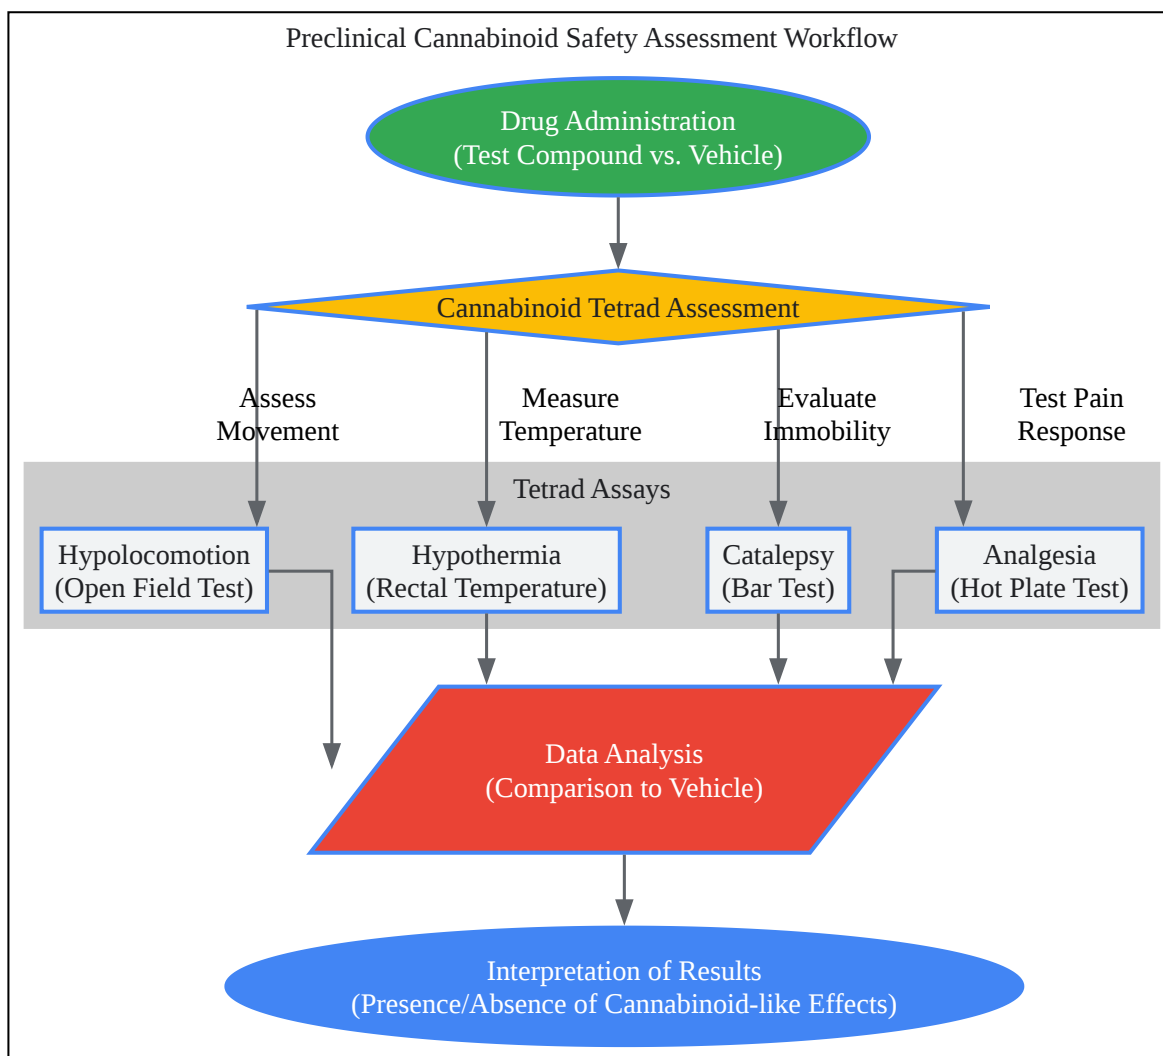 Preclinical Cannabinoid Safety Assessment Workflow
Drug Administration
(Test Compound vs. Vehicle)
Cannabinoid Tetrad Assessment
Assess
Movement
Measure
Temperature
Evaluate
Immobility
Test Pain
Response
Tetrad Assays
Hypolocomotion
(Open Field Test)
Hypothermia
(Rectal Temperature)
Catalepsy
(Bar Test)
Analgesia
(Hot Plate Test)
Data Analysis
(Comparison to Vehicle)
Interpretation of Results
(Presence/Absence of Cannabinoid-like Effects)